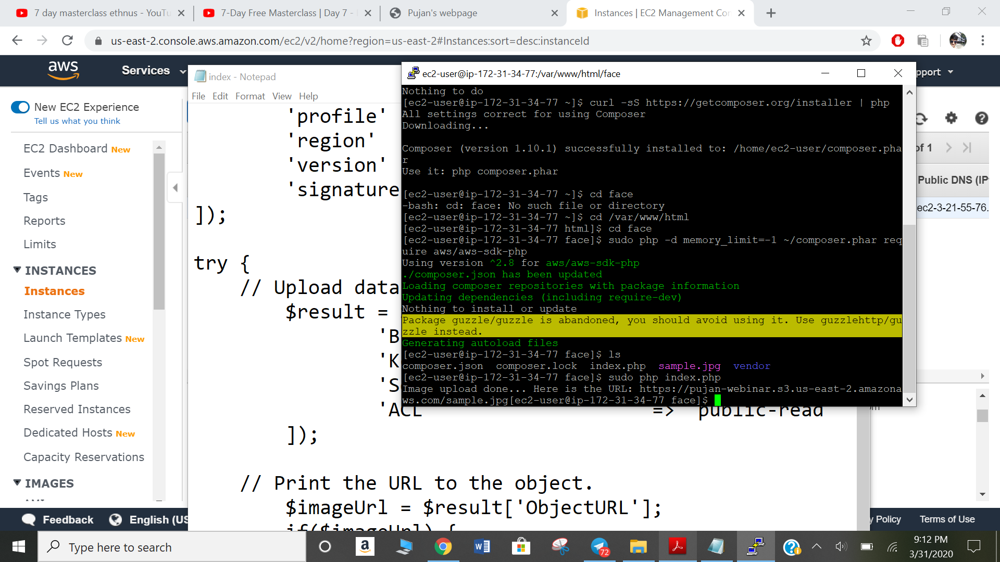 7 day masterclass ethnus - YouTu
7-Day Free Masterclass | Day 7 -
Pujan's webpage
Instances | EC2 Management Cor
us-east-2.console.aws.amazon.com/ec2/v2/home?region=us-east-2#Instances:sort=desc:instanceId
aws
Services
pport
New EC2 Experience
Tell us what you think
EC2 Dashboard New
Events New
Tags
Reports
Limits
INSTANCES
Instances
Instance Types
Launch Templates New
Spot Requests
Savings Plans
Reserved Instances
Dedicated Hosts New
Capacity Reservations
IMAGES
index - Notepad
File Edit Format View Help
'profile'
'region'
'version'
'signature
]);
try {
// Upload data
$result =
'B
'K
'S
'ACL => public-read
]);
// Print the URL to the object.
$imageUrl = $result['ObjectURL'];
if($imageUrl) {
ec2-user@ip-172-31-34-77:/var/www/html/face
Nothing to do
[ec2-user@ip-172-31-34-77 ~]$ curl -sS https://getcomposer.org/installer | php
All settings correct for using Composer
Downloading...
Composer (version 1.10.1) successfully installed to: /home/ec2-user/composer.pha
r
Use it: php composer.phar
[ec2-user@ip-172-31-34-77 ~]$ cd face
-bash: cd: face: No such file or directory
[ec2-user@ip-172-31-34-77 ~]$ cd /var/www/html
[ec2-user@ip-172-31-34-77 html]$ cd face
[ec2-user@ip-172-31-34-77 face]$ sudo php -d memory_limit=-1 ~/composer.phar req
uire aws/aws-sdk-php
Using version ^2.8 for aws/aws-sdk-php
./composer.json has been updated
Loading composer repositories with package information
Updating dependencies (including require-dev)
Nothing to install or update
Package guzzle/guzzle is abandoned, you should avoid using it. Use guzzlehttp/gu
zzle instead.
Generating autoload files
[ec2-user@ip-172-31-34-77 face]$ ls
composer.json composer.lock index.php sample.jpg vendor
[ec2-user@ip-172-31-34-77 face]$ sudo php index.php
Image upload done... Here is the URL: https://pujan-webinar.s3.us-east-2.amazona
ws.com/sample.jpg[ec2-user@ip-172-31-34-77 face]$
of 1
Public DNS (IP
ec2-3-21-55-76.
Feedback
English (US
y Policy
Terms of Use
Type here to search
72
9:12 PM
3/31/2020